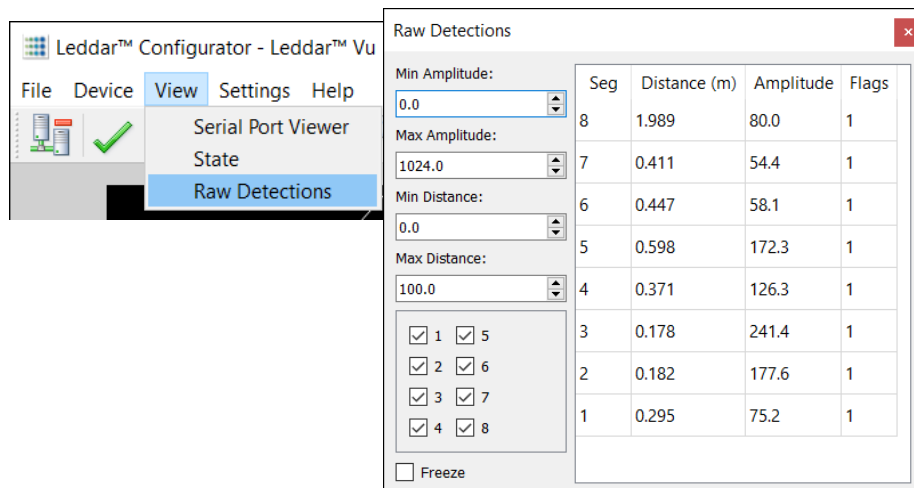 Leddar™ Configurator - Leddar™ Vu
File Device View Settings Help
Serial Port Viewer
State
Raw Detections
Raw Detections
Min Amplitude:
0.0
Max Amplitude:
1024.0
Min Distance:
0.0
Max Distance:
100.0
1 5
2 6
3 7
4 8
Freeze
Seg Distance (m) Amplitude Flags
8 1.989 80.0 1
7 0.411 54.4 1
6 0.447 58.1 1
5 0.598 172.3 1
4 0.371 126.3 1
3 0.178 241.4 1
2 0.182 177.6 1
1 0.295 75.2 1